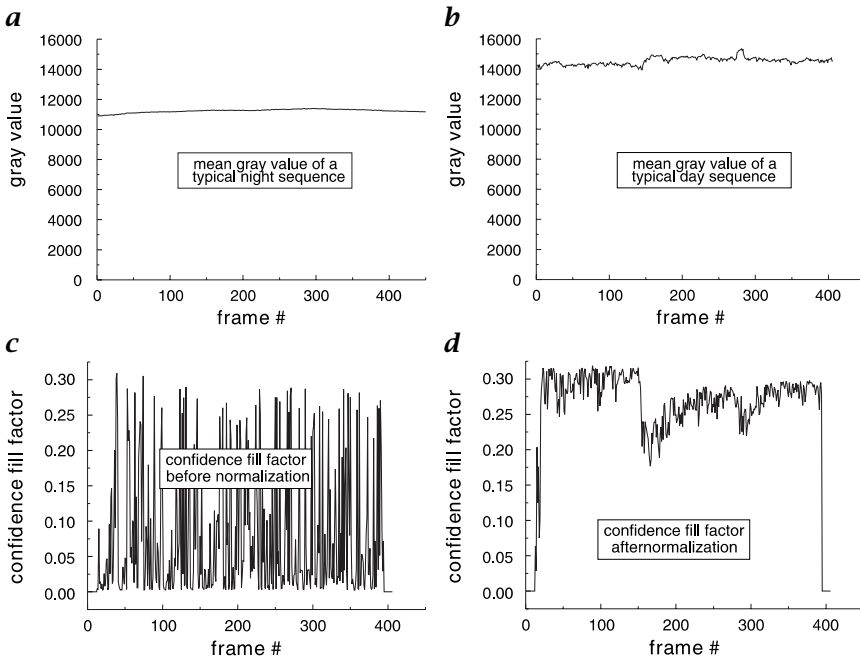 a
16000
14000
12000
10000
8000
6000
4000
2000
0
gray value
mean gray value of a
typical night sequence
0 100 200 300 400
frame #
b
16000
14000
12000
10000
8000
6000
4000
2000
0
gray value
mean gray value of a
typical day sequence
0 100 200 300 400
frame #
c
0.30
0.25
0.20
0.15
0.10
0.05
0.00
confidence fill factor
confidence fill factor
before normalization
0 100 200 300 400
frame #
d
0.30
0.25
0.20
0.15
0.10
0.05
0.00
confidence fill factor
confidence fill factor
afternormalization
0 100 200 300 400
frame #